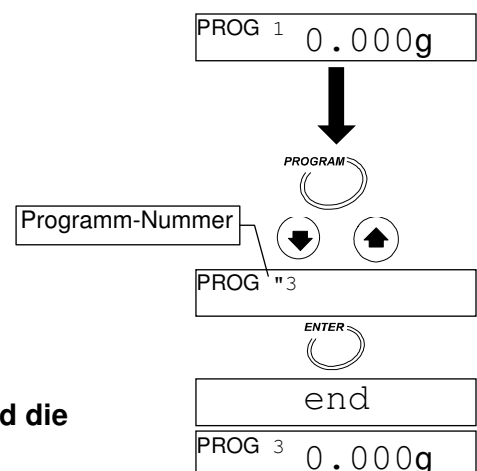 PROG 1 0.000g
PROGRAM
Programm-Nummer
PROG "3
ENTER
end
d die
PROG 3 0.000g